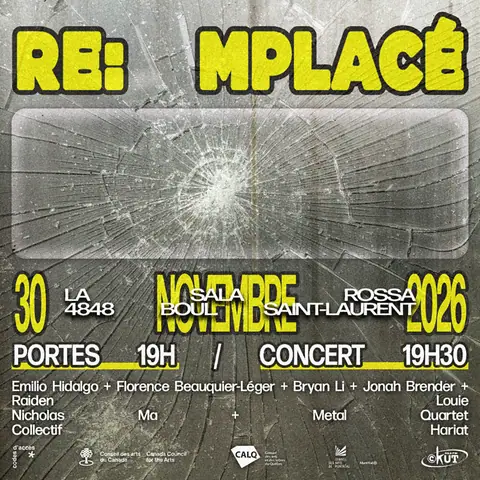 RE: MPLACÉ
30 NOVEMBRE 2026
LA SALA ROSSA
4848 BOUL SAINT-LAURENT
PORTES 19H / CONCERT 19H30
Emilio Hidalgo + Florence Beauquier-Léger + Bryan Li + Jonah Brender +
Raiden Louie
Nicholas Ma + Metal Quartet
Collectif Hariat
codes d'accès
*
Conseil des arts du Canada
Canada Council for the Arts
CALQ